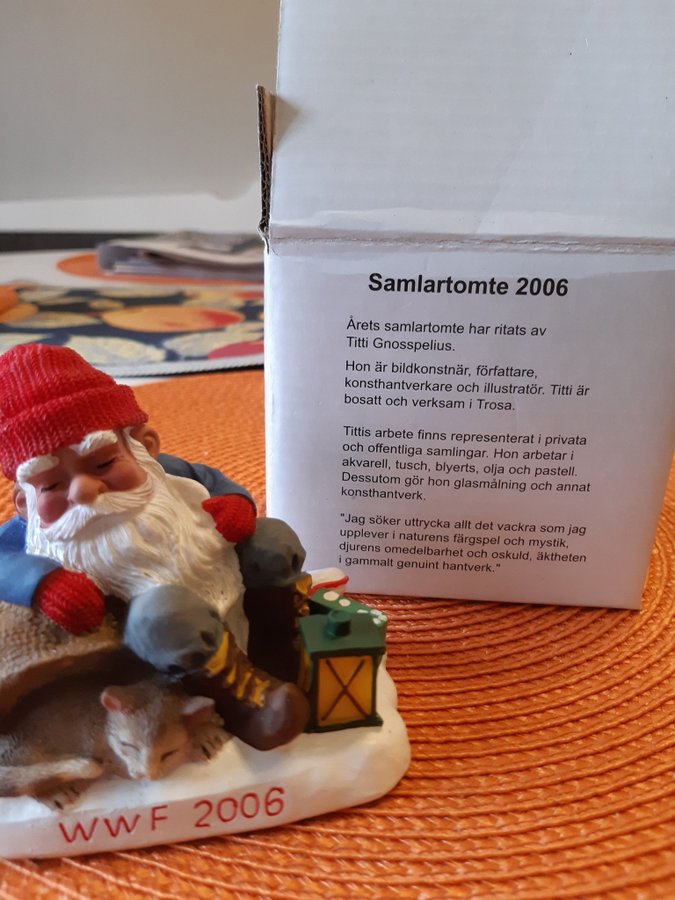 Samlartomte 2006
Årets samlartomte har ritats av
Titti Gnosspelius.
Hon är bildkonstnär, författare,
konsthantverkare och illustratör. Titti är
bosatt och verksam i Trosa.
Tittis arbete finns representerat i privata
och offentliga samlingar. Hon arbetar i
akvarell, tusch, blyerts, olja och pastell.
Dessutom gör hon glasmålning och annat
konsthantverk.
"Jag söker uttrycka allt det vackra som jag
upplever i naturens färgspel och mystik,
djurens omedelbarhet och oskuld, äktheten
i gammalt genuint hantverk."
WWF 2006